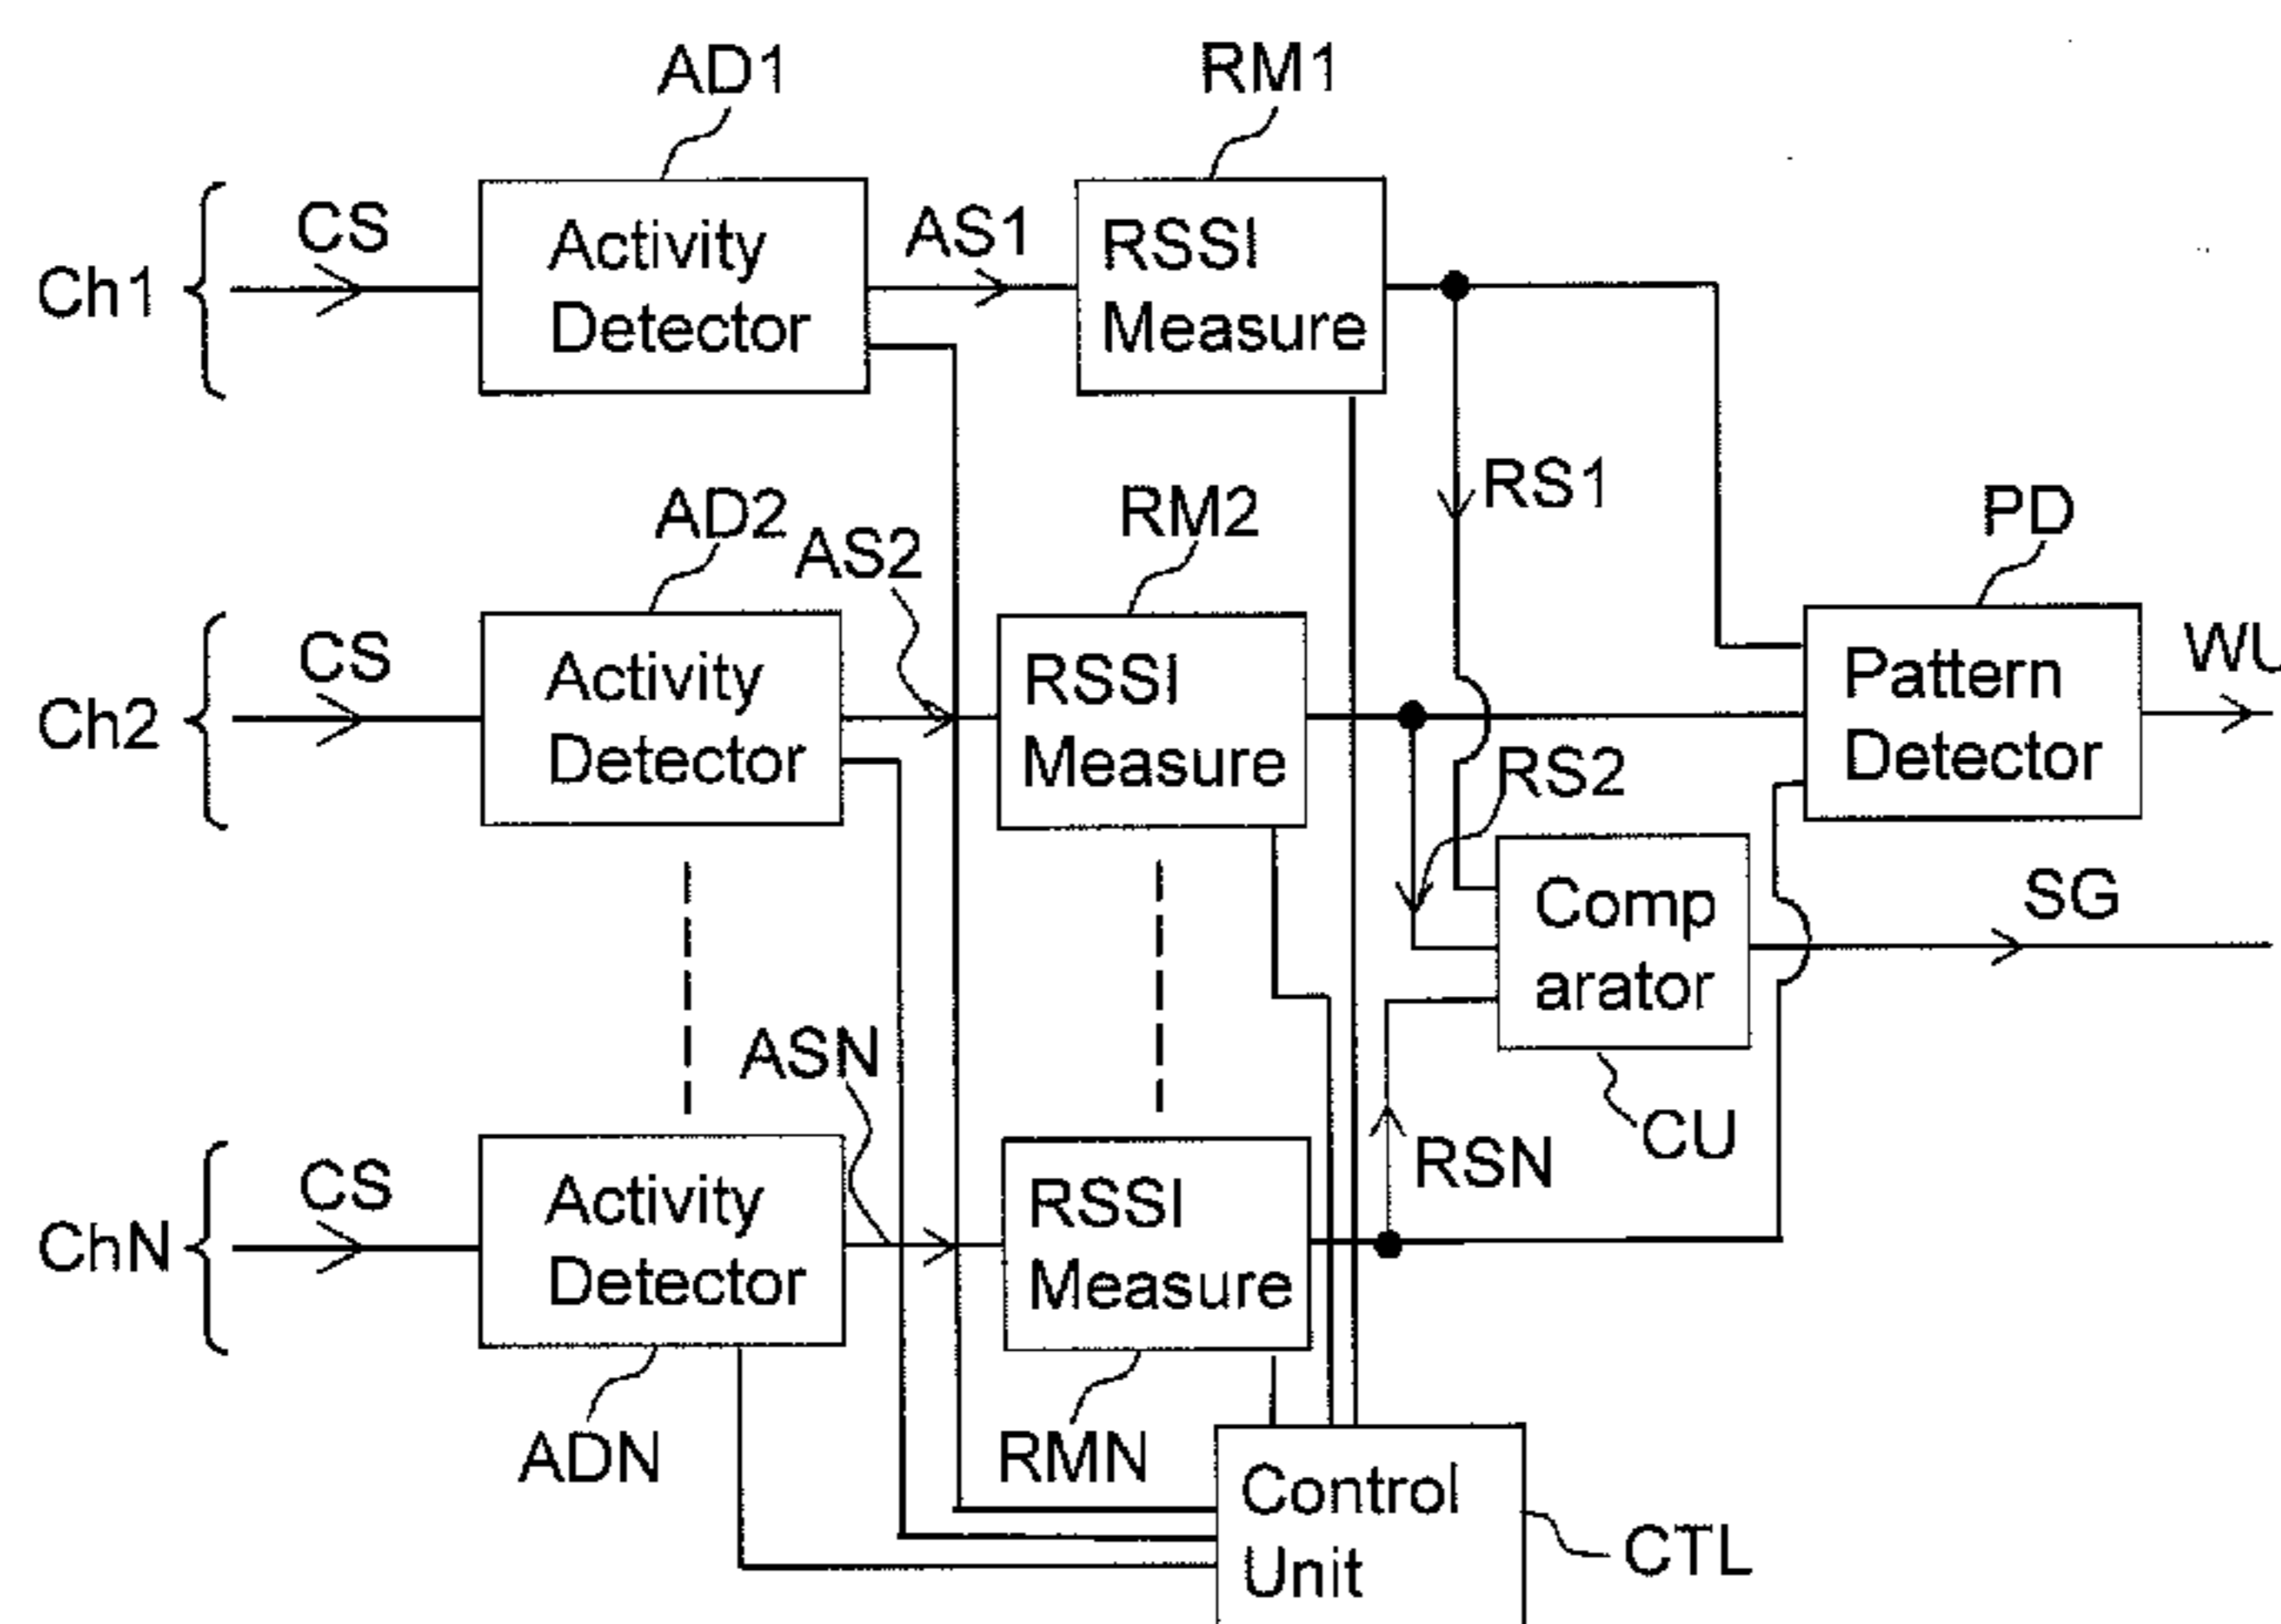 AD1
RM1
Ch1
CS
Activity
Detector
AS1
RSSI
Measure
RS1
AD2
AS2
RM2
PD
Ch2
CS
Activity
Detector
RSSI
Measure
RS2
Pattern
Detector
WU
Comp
arator
SG
CU
ASN
RSN
ChN
CS
Activity
Detector
RSSI
Measure
ADN
RMN
Control
Unit
CTL